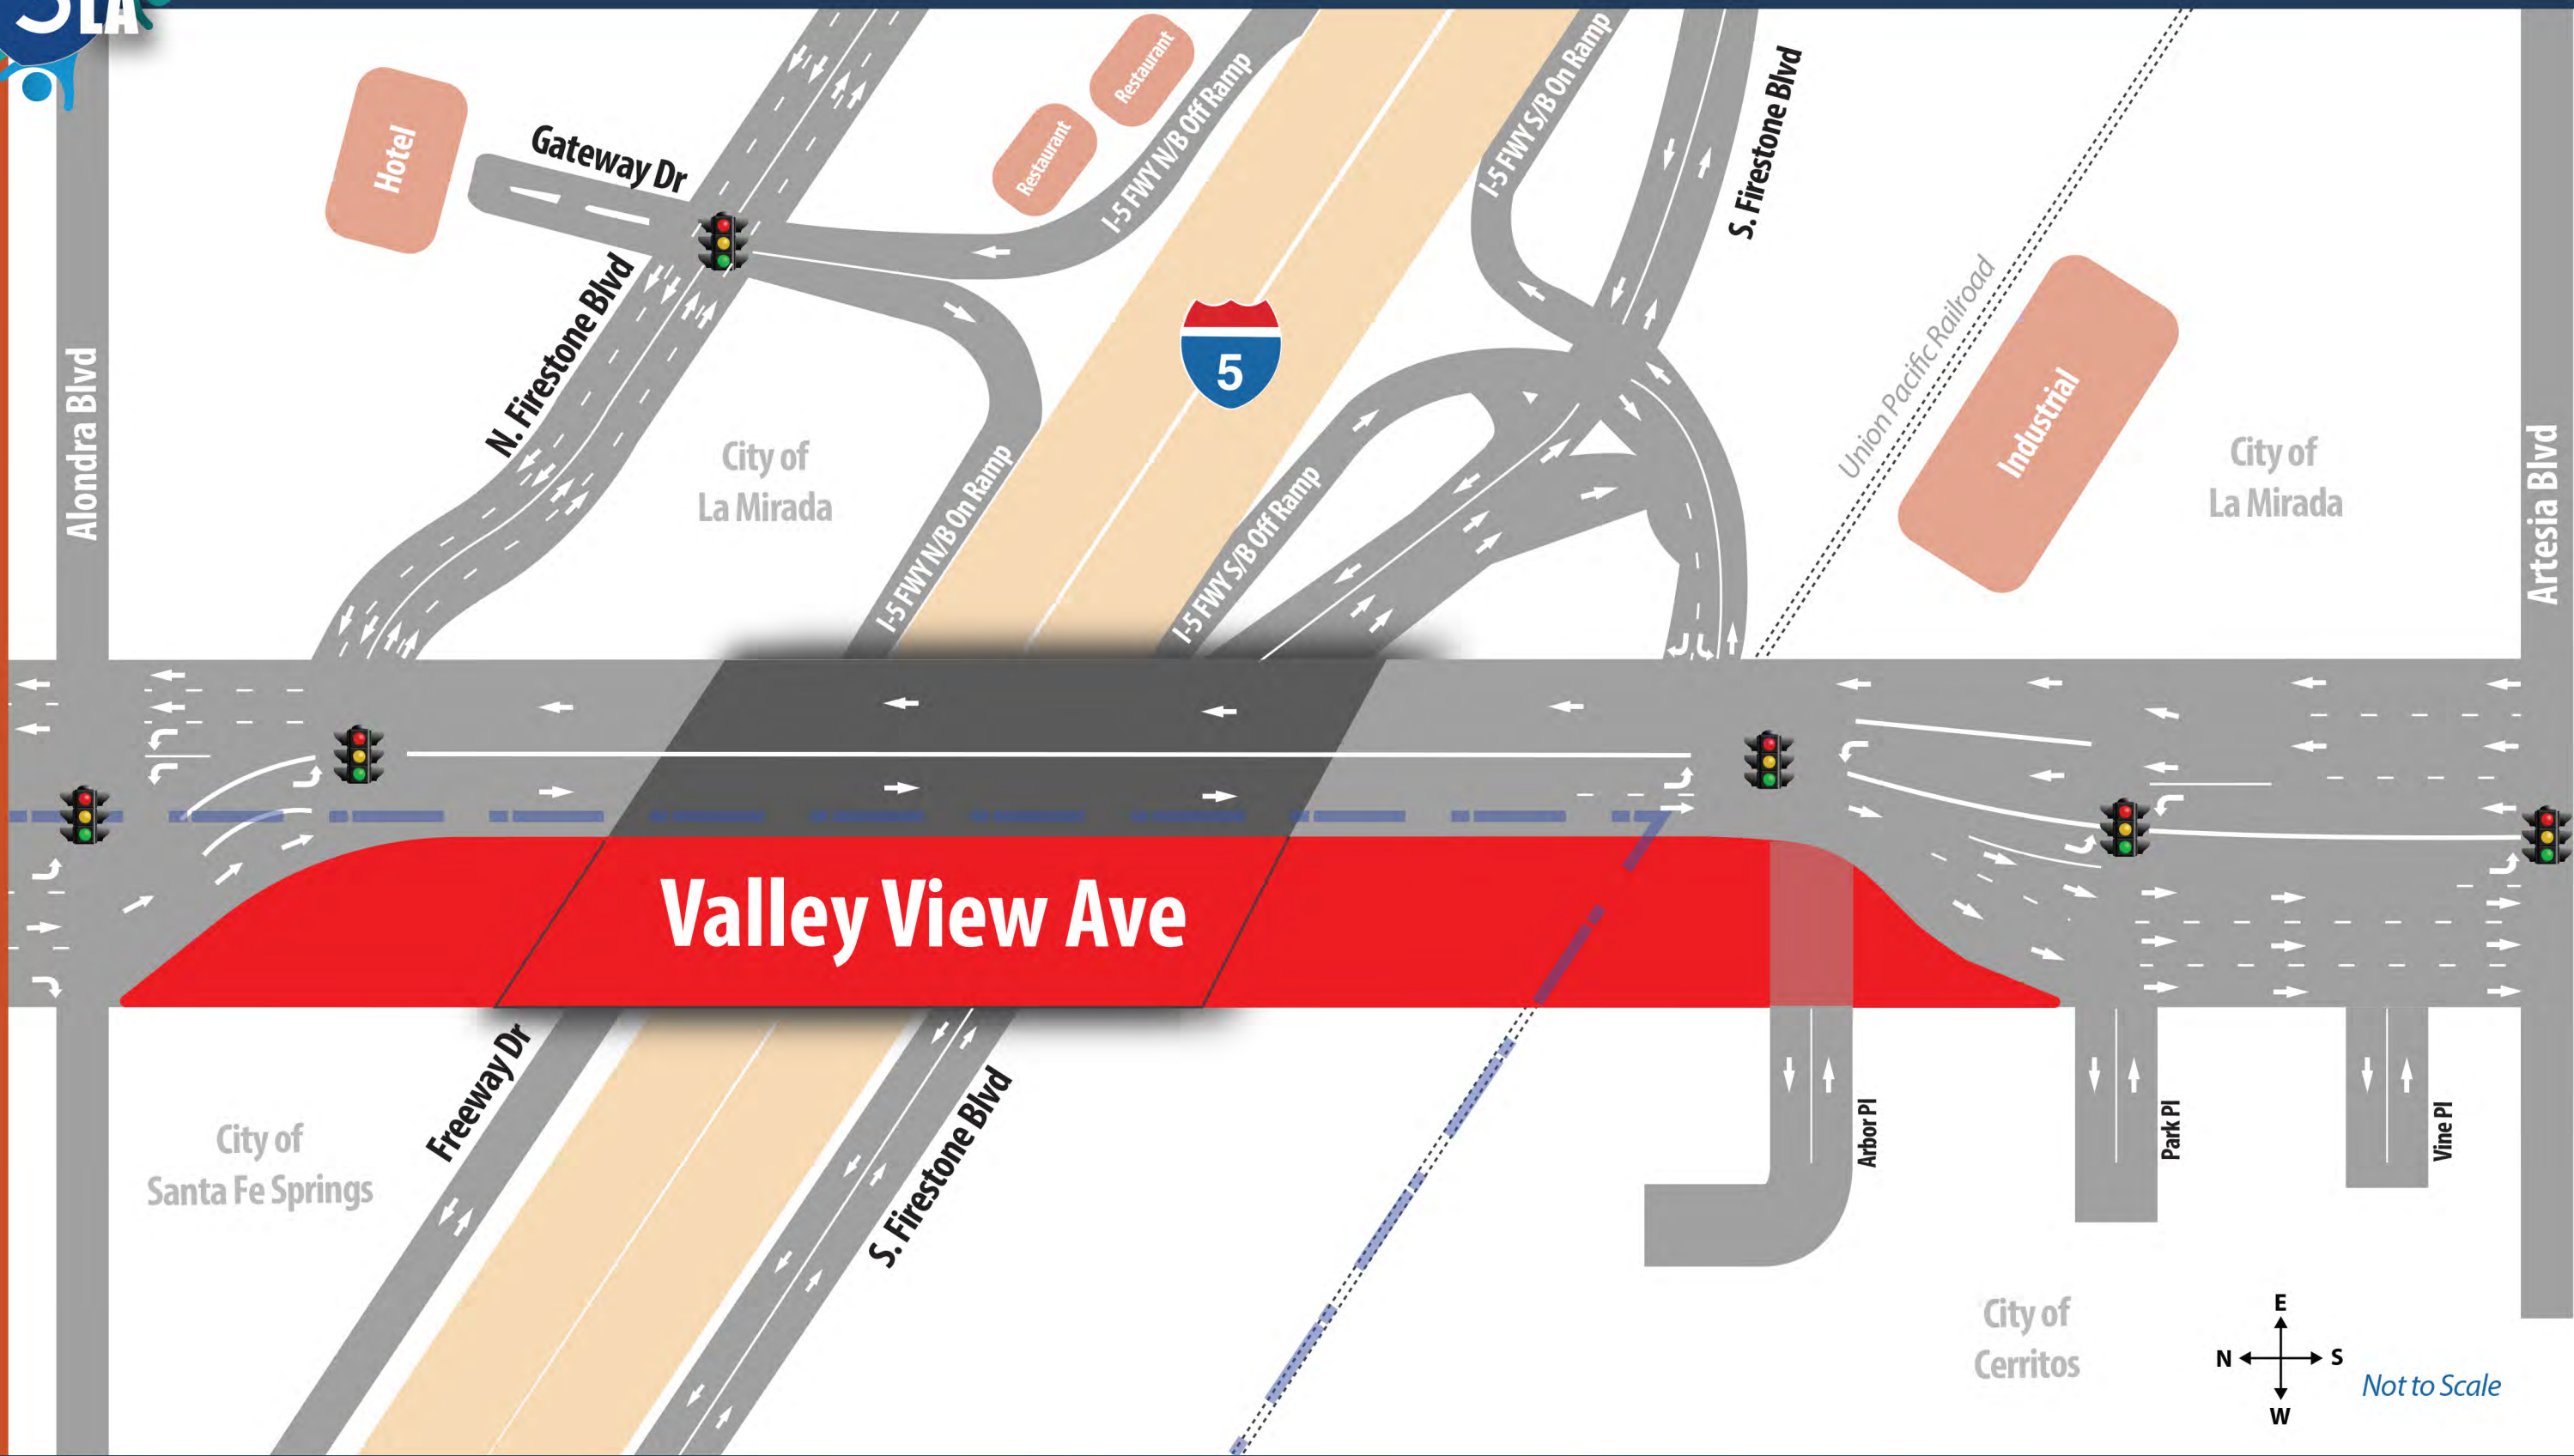 5LA
Restaurant
Restaurant
Hotel
Gateway Dr
I-5 FWY N/B Off Ramp
I-5 FWY S/B On Ramp
S. Firestone Blvd
N. Firestone Blvd
Alondra Blvd
5
Union Pacific Railroad
Industrial
City of
La Mirada
City of
La Mirada
Artesia Blvd
I-5 FWY N/B On Ramp
I-5 FWY S/B Off Ramp
Valley View Ave
Freeway Dr
S. Firestone Blvd
City of
Santa Fe Springs
Arbor Pl
Park Pl
Vine Pl
City of
Cerritos
E
N
S
W
Not to Scale